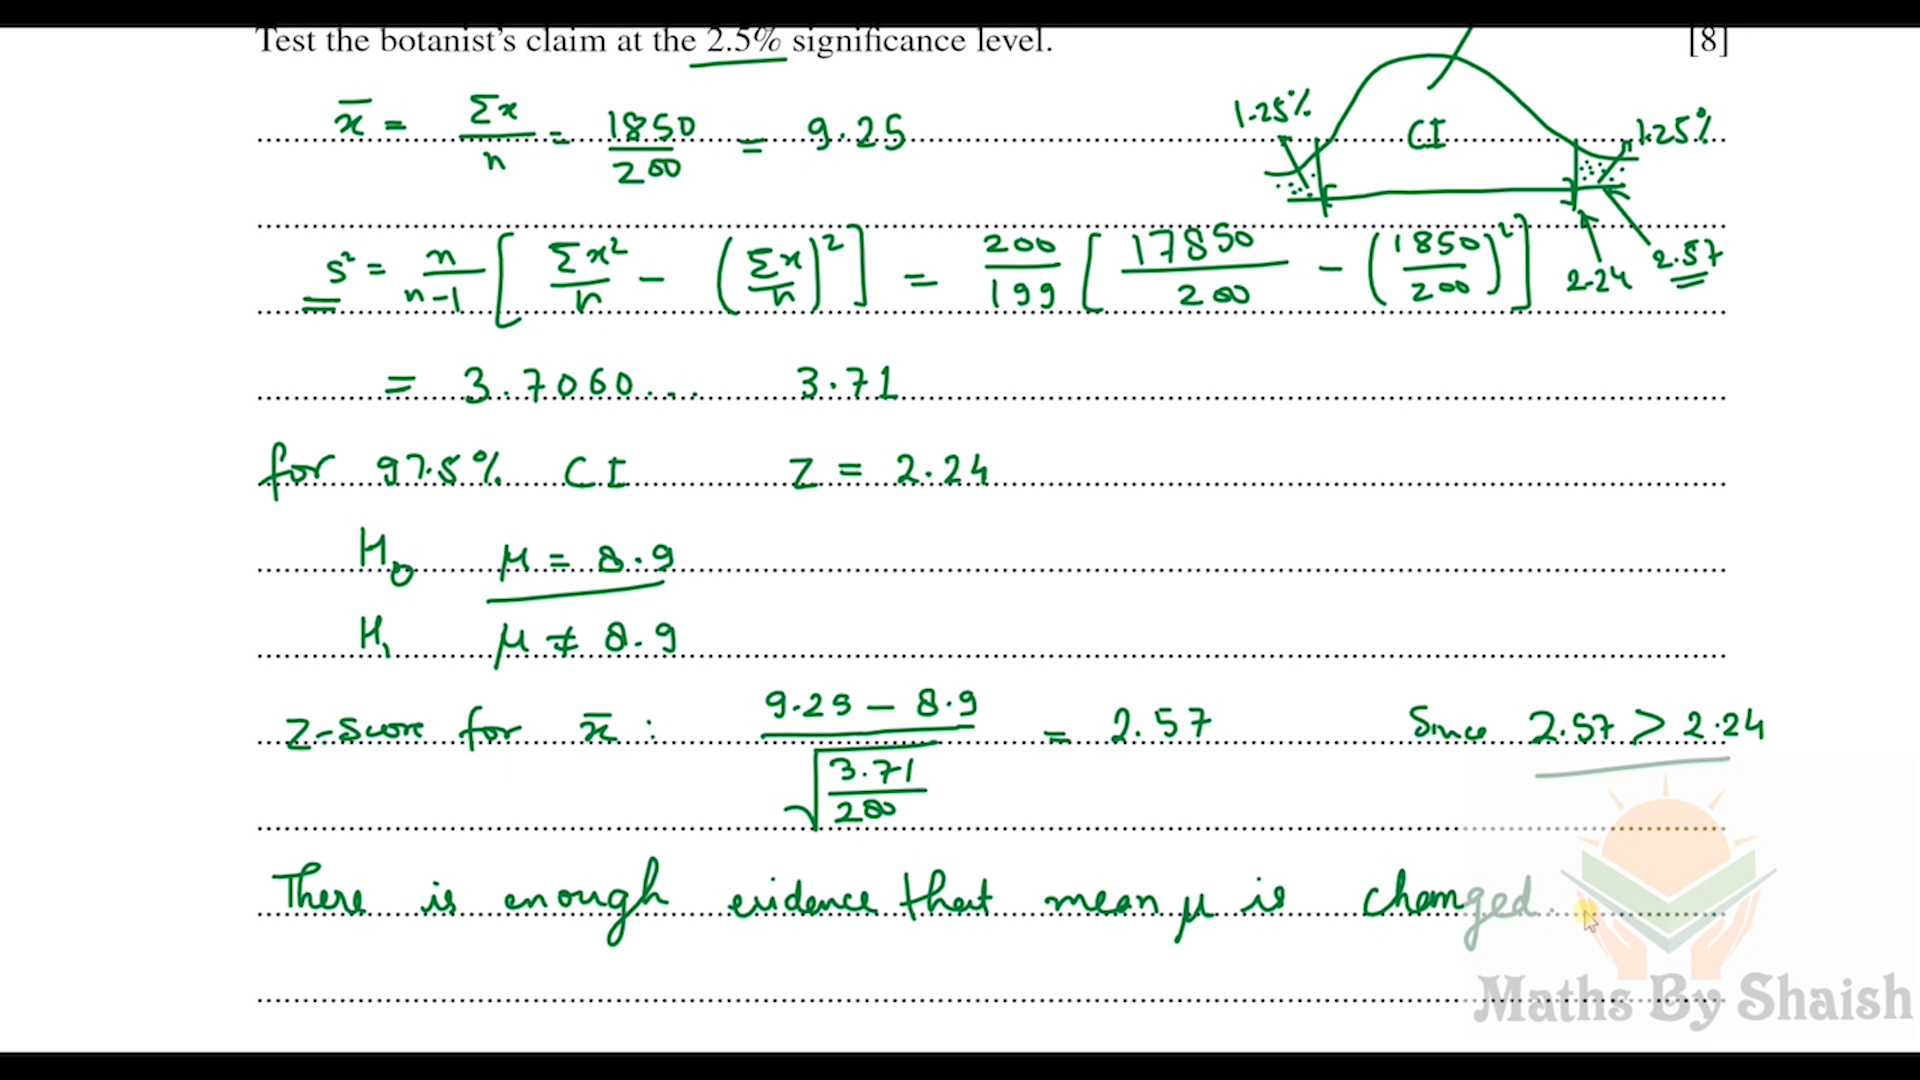 Test the botanist's claim at the 2.5% significance level. [8]
x̄ = Σx/n = 1850/200 = 9.25
1.25% CI 1.25%
s² = n/n-1 [Σx²/n − (Σx/n)²] = 200/199 [17850/200 − (1850/200)²]
2.24 2.57
= 3.7060... 3.71
for 97.5% CI Z = 2.24
H₀ μ = 8.9
H₁ μ ≠ 8.9
Z-Score for x̄ : 9.25 − 8.9 / √(3.71/200) = 2.57 Since 2.57 > 2.24
There is enough evidence that mean μ is changed.
Maths By Shaish